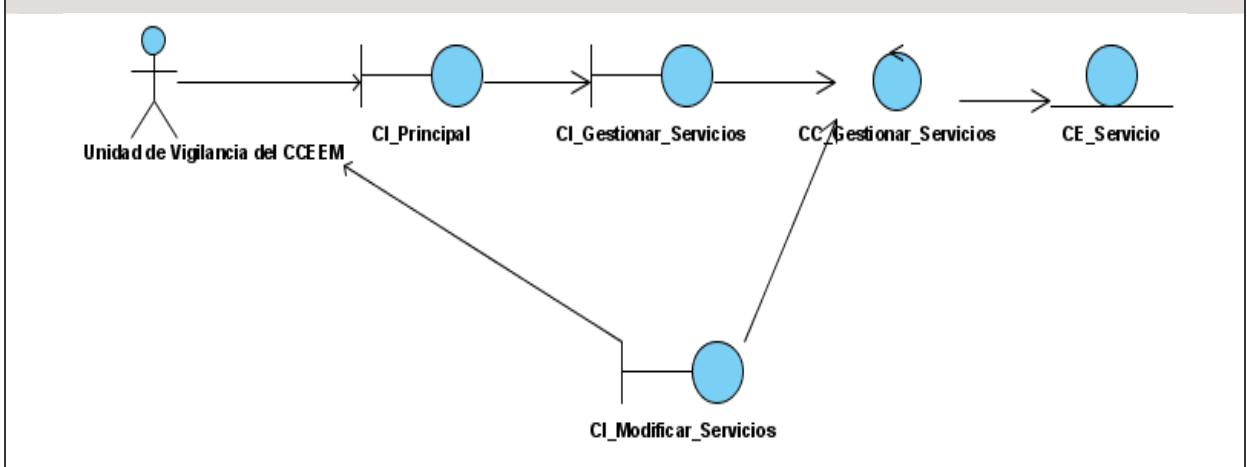 CI_Principal
CI_Gestionar_Servicios
CC_Gestionar_Servicios
CE_Servicio
Unidad de Vigilancia del CCEEM
CI_Modificar_Servicios